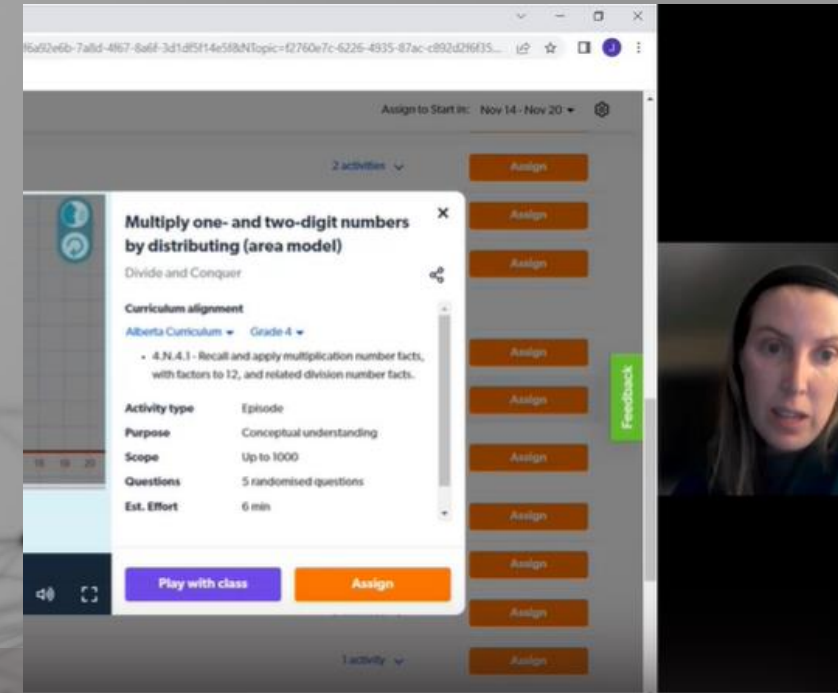 J
Assign to Start in: Nov 14 - Nov 20
2 activities
Assign
Assign
Multiply one- and two-digit numbers
by distributing (area model)
Divide and Conquer
Assign
Curriculum alignment
Alberta Curriculum Grade 4
• 4.N.4.1 - Recall and apply multiplication number facts,
with factors to 12, and related division number facts.
Assign
Feedback
Activity type Episode
Assign
Purpose Conceptual understanding
Scope Up to 1000
Assign
18 19 20
Questions 5 randomised questions
Est. Effort 6 min
Assign
Assign
Play with class
Assign
Assign
1 activity
Assign